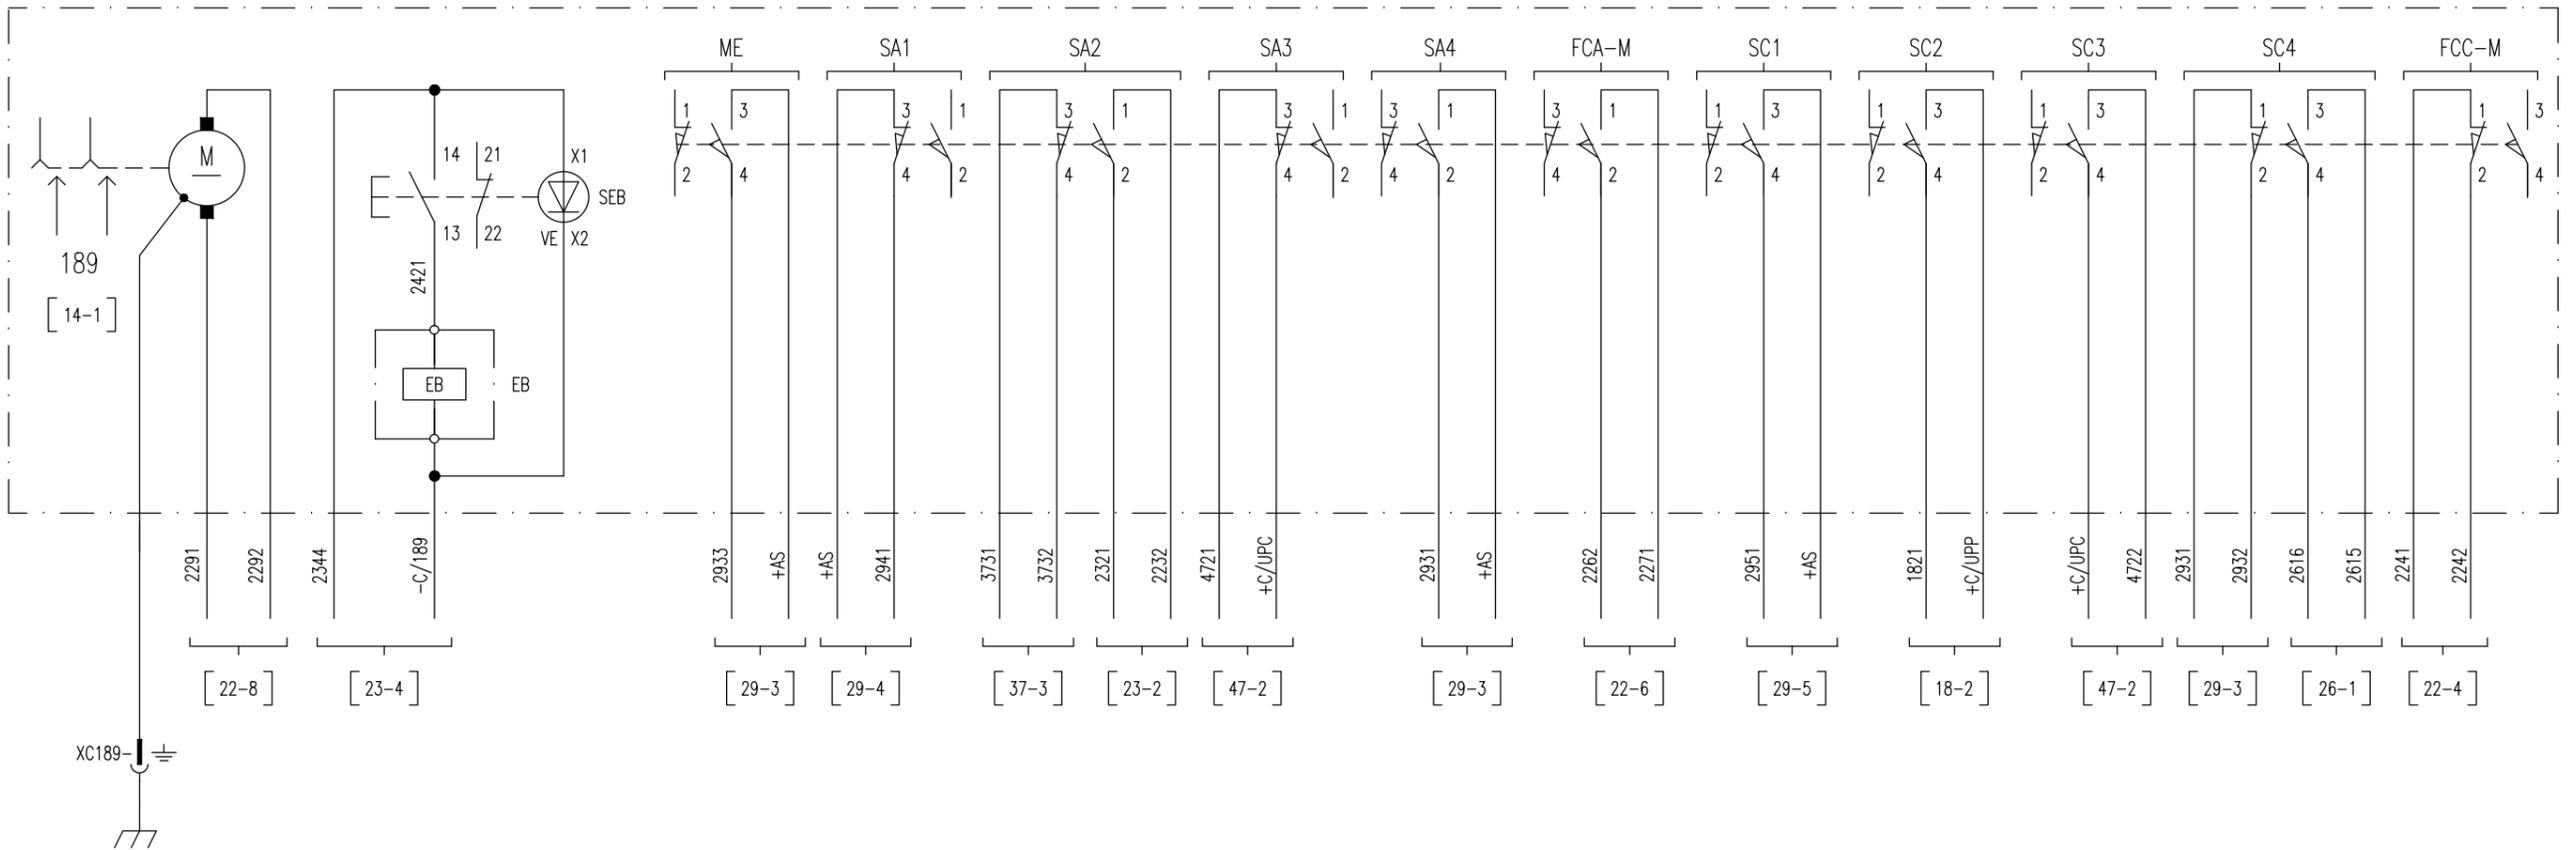 ME SA1 SA2 SA3 SA4 FCA-M SC1 SC2 SC3 SC4 FCC-M
1 3 3 1 3 1 3 1 3 1 3 1 1 3 1 3 1 3 1 3 1 3
2 4 4 2 4 2 4 2 4 2 4 2 2 4 2 4 2 4 2 4 2 4
M
14 21 X1
SEB
13 22 VE X2
189
2421
[14-1]
EB EB
2291 2292 2344 -C/189 2933 +AS +AS 2941 3731 3732 2321 2232 4721 +C/UPC 2931 +AS 2262 2271 2951 +AS 1821 +C/UPP +C/UPC 4722 2931 2932 2616 2615 2241 2242
[22-8] [23-4] [29-3] [29-4] [37-3] [23-2] [47-2] [29-3] [22-6] [29-5] [18-2] [47-2] [29-3] [26-1] [22-4]
XC189-